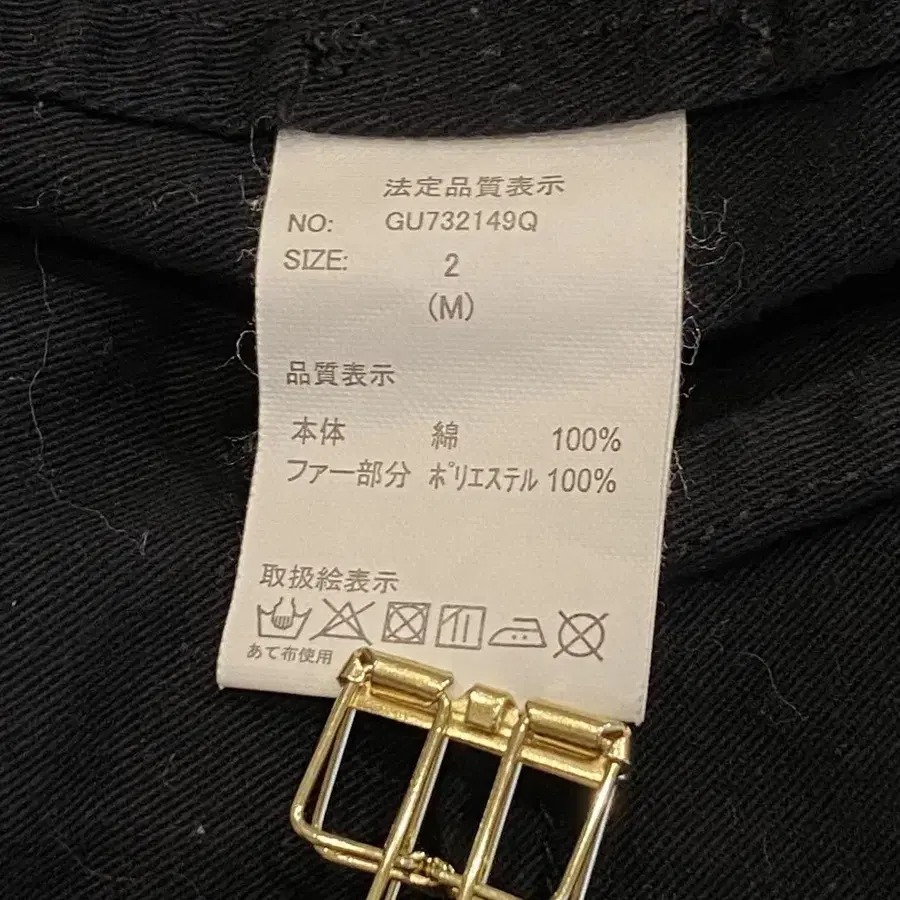 法定品質表示
NO: GU732149Q
SIZE: 2
(M)
品質表示
本体 綿 100%
ファー部分 ﾎﾟﾘｴｽﾃﾙ 100%
取扱絵表示
あて布使用